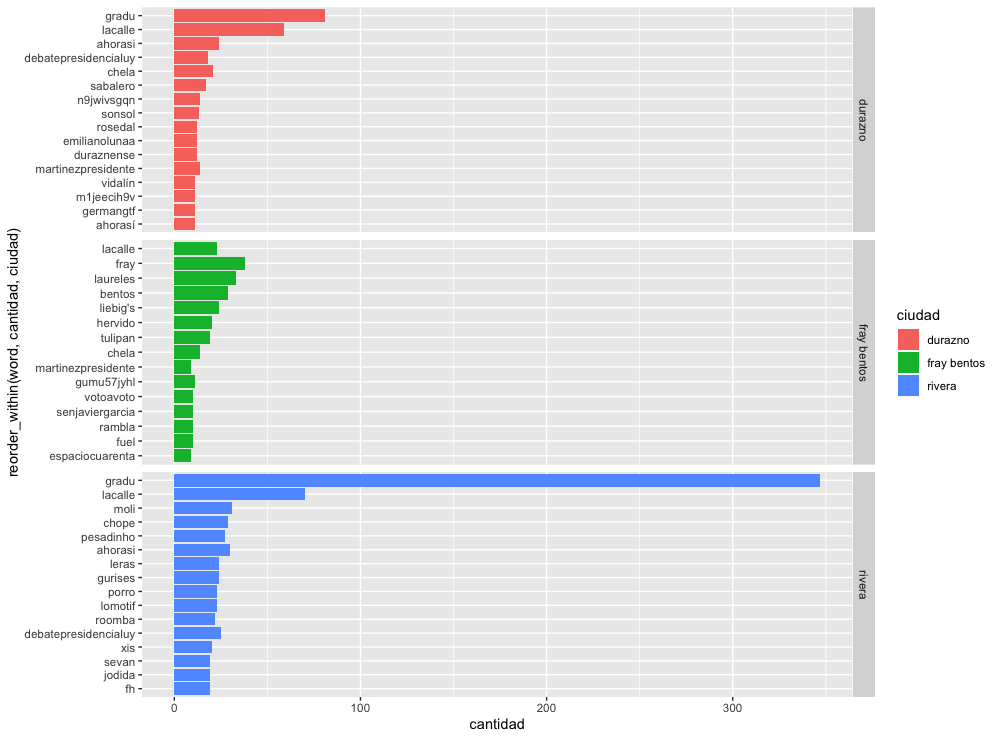 gradu
lacalle
ahorasi
debatepresidencialuy
chela
sabalero
n9jwivsgqn
sonsol
rosedal
emilianolunaa
duraznense
martinezpresidente
vidalín
m1jeecih9v
germangtf
ahorasí
durazno
lacalle
fray
laureles
bentos
liebig's
hervido
tulipan
chela
martinezpresidente
gumu57jyhl
votoavoto
senjaviergarcia
rambla
fuel
espaciocuarenta
fray bentos
gradu
lacalle
moli
chope
pesadinho
ahorasi
leras
gurises
porro
lomotif
roomba
debatepresidencialuy
xis
sevan
jodida
fh
rivera
0 100 200 300
cantidad
reorder_within(word, cantidad, ciudad)
ciudad
durazno
fray bentos
rivera